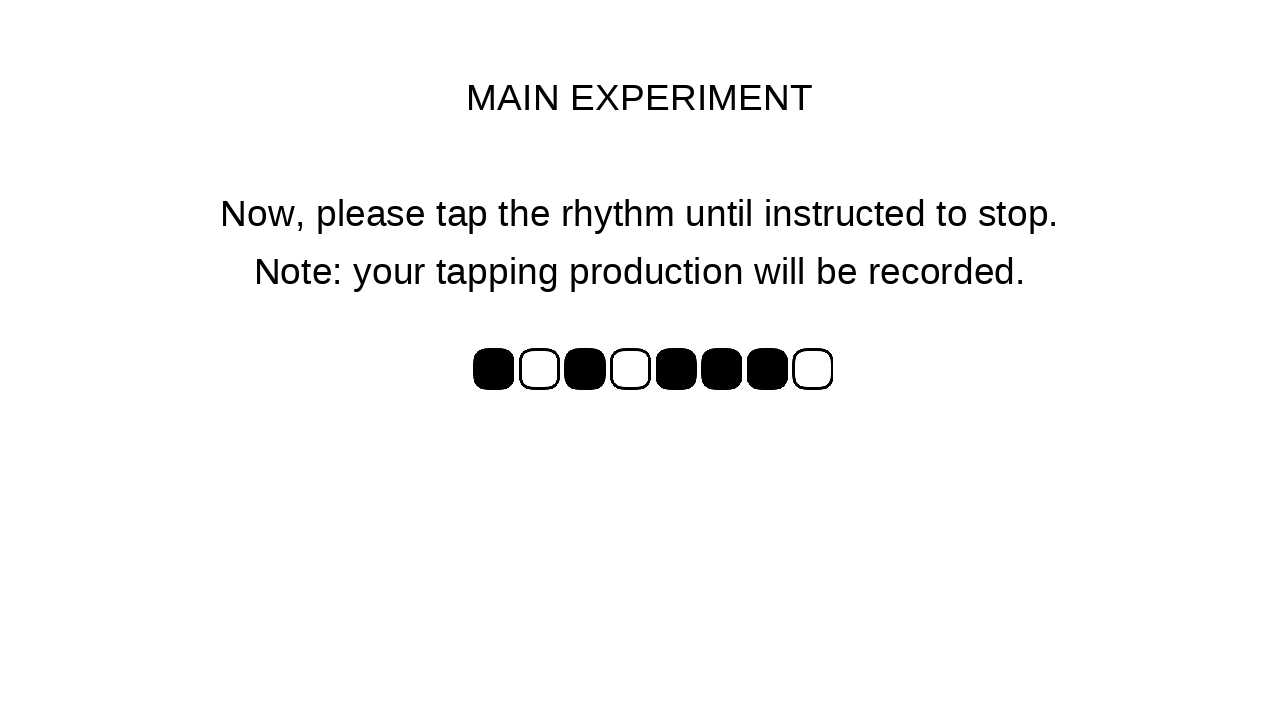 MAIN EXPERIMENT
Now, please tap the rhythm until instructed to stop.
Note: your tapping production will be recorded.